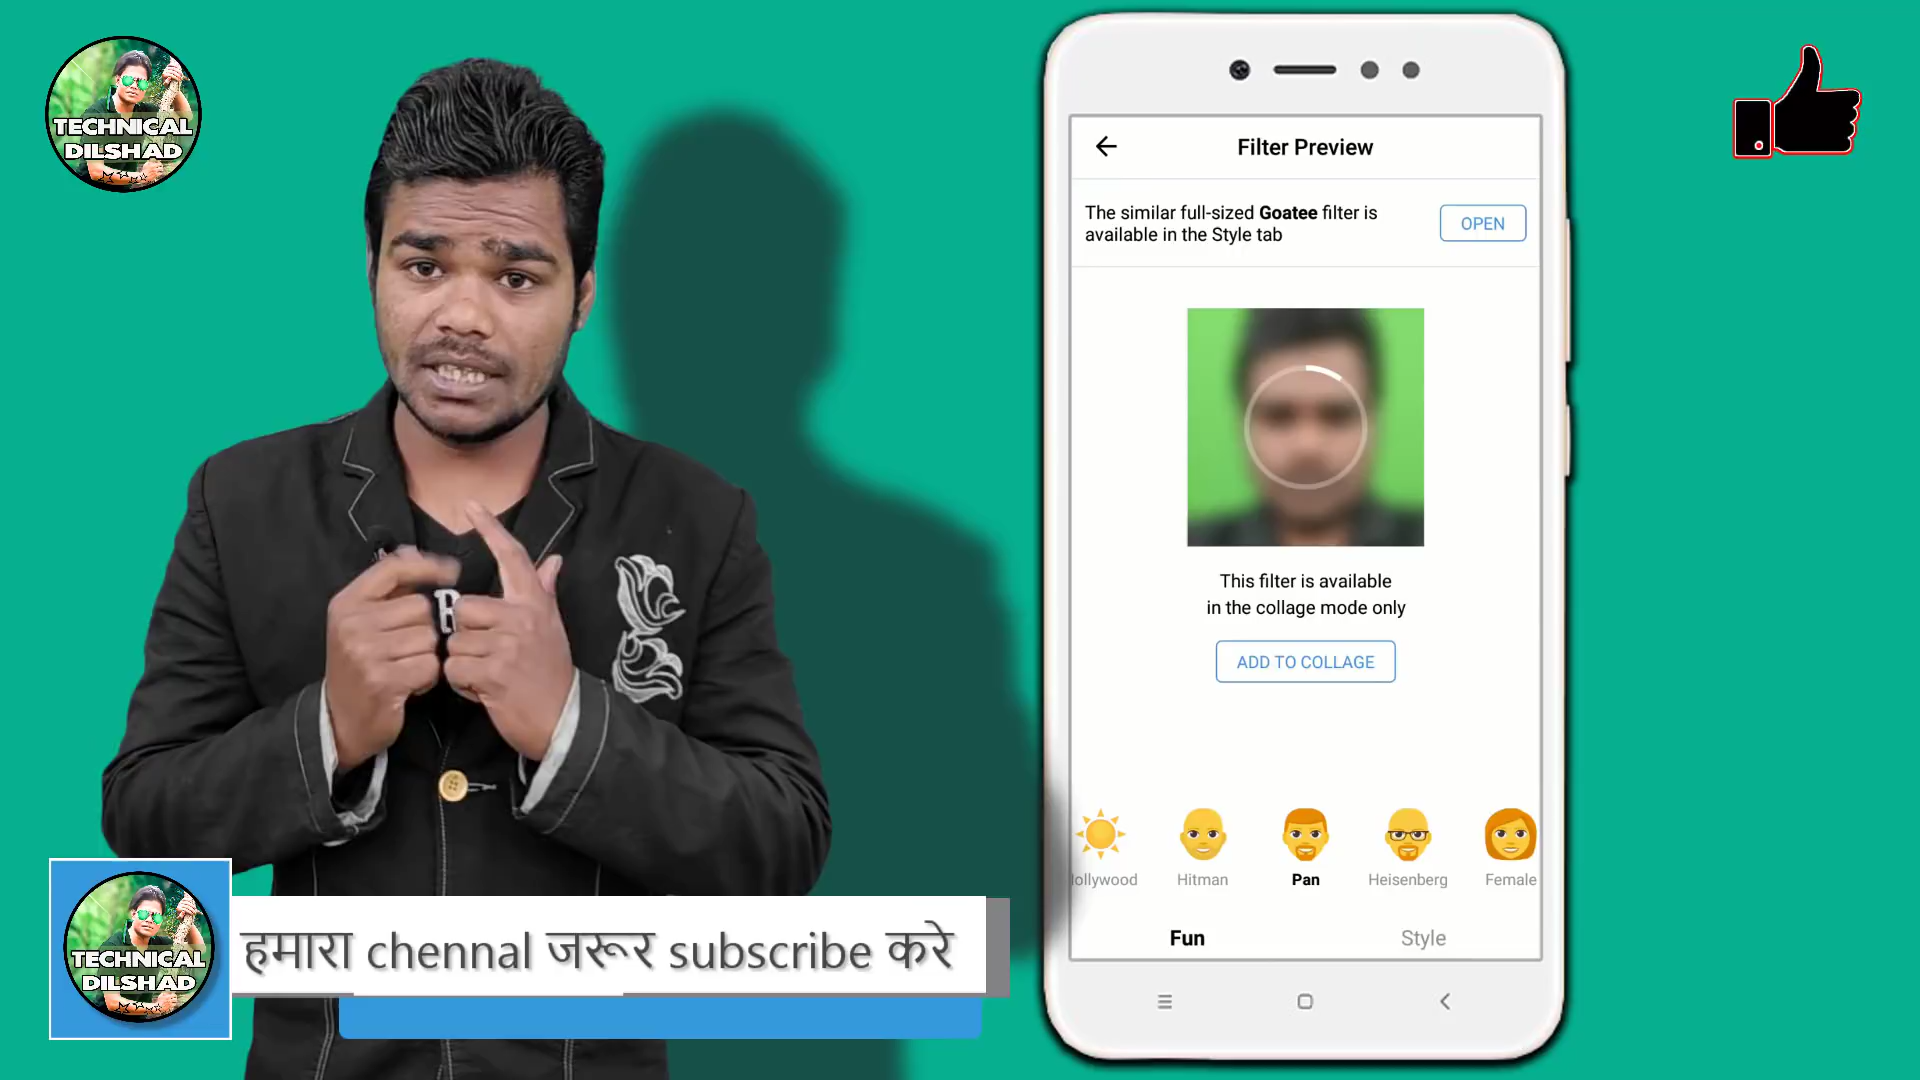 TECHNICAL
DILSHAD
Filter Preview
The similar full-sized Goatee filter is
available in the Style tab
OPEN
This filter is available
in the collage mode only
ADD TO COLLAGE
ollywood
Hitman
Pan
Heisenberg
Female
Fun
Style
TECHNICAL
DILSHAD
हमारा chennal जरूर subscribe करे